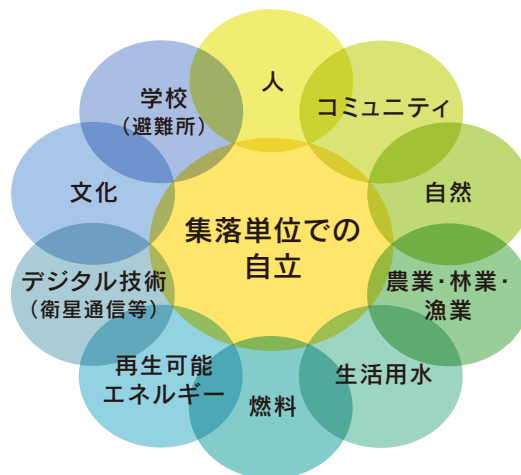 人
コミュニティ
自然
農業・林業・
漁業
生活用水
燃料
再生可能
エネルギー
デジタル技術
（衛星通信等）
文化
学校
（避難所）
集落単位での
自立